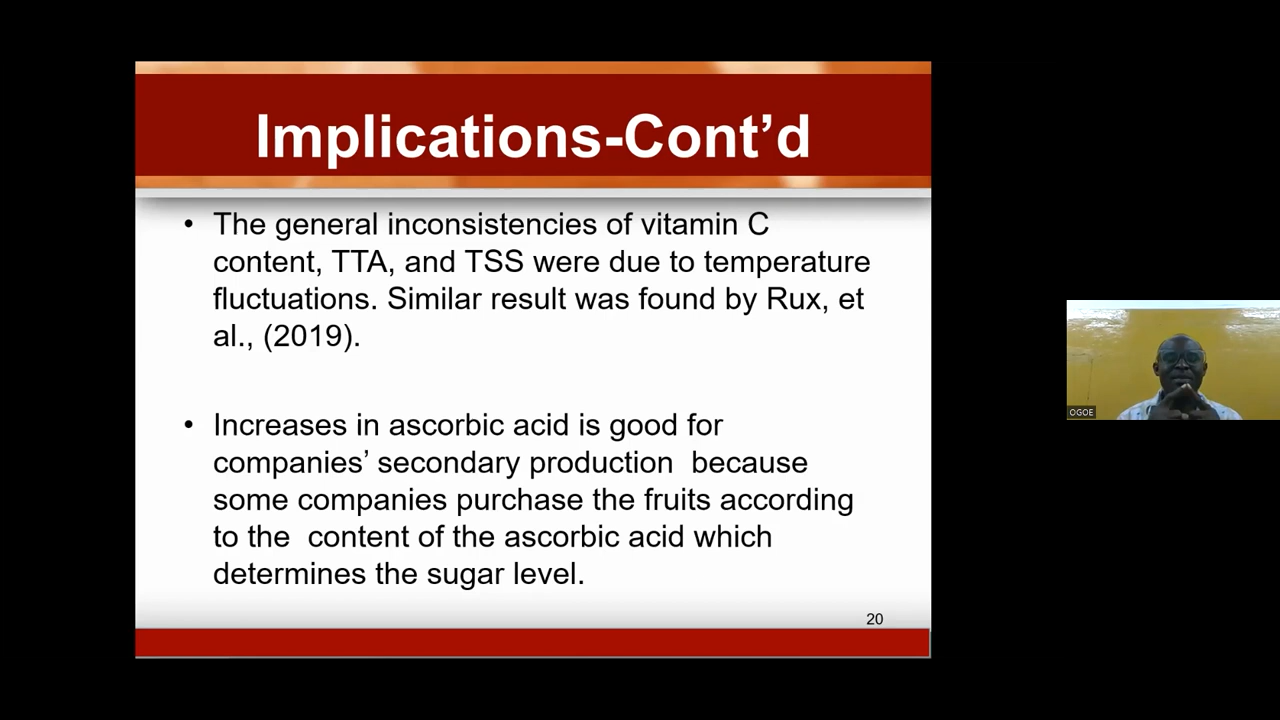 Implications-Cont’d
• The general inconsistencies of vitamin C
content, TTA, and TSS were due to temperature
fluctuations. Similar result was found by Rux, et
al., (2019).
• Increases in ascorbic acid is good for
companies’ secondary production  because
some companies purchase the fruits according
to the  content of the ascorbic acid which
determines the sugar level.
20
OGOE